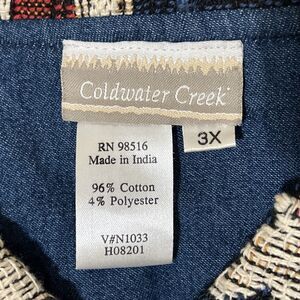 Coldwater Creek
3X
RN 98516
Made in India
96% Cotton
4% Polyester
V#N1033
H08201